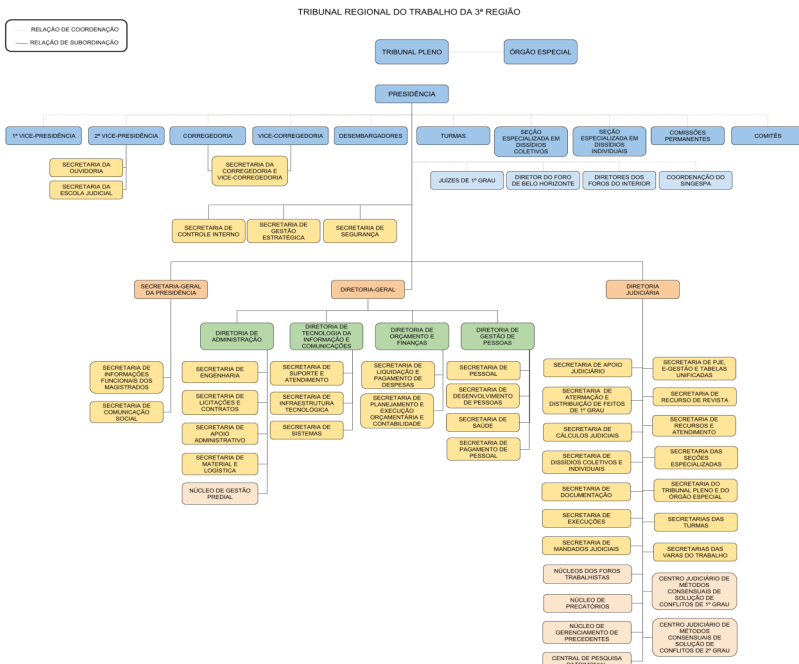 TRIBUNAL REGIONAL DO TRABALHO DA 3ª REGIÃO
RELAÇÃO DE COORDENAÇÃO
RELAÇÃO DE SUBORDINAÇÃO
TRIBUNAL PLENO
ÓRGÃO ESPECIAL
PRESIDÊNCIA
1ª VICE-PRESIDÊNCIA
2ª VICE-PRESIDÊNCIA
CORREGEDORIA
VICE-CORREGEDORIA
DESEMBARGADORES
TURMAS
SEÇÃO
ESPECIALIZADA EM
DISSÍDIOS
COLETIVOS
SEÇÃO
ESPECIALIZADA EM
DISSÍDIOS
INDIVIDUAIS
COMISSÕES
PERMANENTES
COMITÊS
SECRETARIA DA
OUVIDORIA
SECRETARIA DA
ESCOLA JUDICIAL
SECRETARIA DA
CORREGEDORIA E
VICE-CORREGEDORIA
JUÍZES DE 1º GRAU
DIRETOR DO FORO
DE BELO HORIZONTE
DIRETORES DOS
FOROS DO INTERIOR
COORDENAÇÃO DO
SINGESPA
SECRETARIA DE
CONTROLE INTERNO
SECRETARIA DE
GESTÃO
ESTRATÉGICA
SECRETARIA DE
SEGURANÇA
SECRETARIA-GERAL
DA PRESIDÊNCIA
DIRETORIA-GERAL
DIRETORIA
JUDICIÁRIA
DIRETORIA DE
ADMINISTRAÇÃO
DIRETORIA DE
TECNOLOGIA DA
INFORMAÇÃO E
COMUNICAÇÕES
DIRETORIA DE
ORÇAMENTO E
FINANÇAS
DIRETORIA DE
GESTÃO DE
PESSOAS
SECRETARIA DE
INFORMAÇÕES
FUNCIONAIS DOS
MAGISTRADOS
SECRETARIA DE
COMUNICAÇÃO
SOCIAL
SECRETARIA DE
ENGENHARIA
SECRETARIA DE
LICITAÇÕES E
CONTRATOS
SECRETARIA DE
APOIO
ADMINISTRATIVO
SECRETARIA DE
MATERIAL E
LOGÍSTICA
NÚCLEO DE GESTÃO
PREDIAL
SECRETARIA DE
SUPORTE E
ATENDIMENTO
SECRETARIA DE
INFRAESTRUTURA
TECNOLÓGICA
SECRETARIA DE
SISTEMAS
SECRETARIA DE
LIQUIDAÇÃO E
PAGAMENTO DE
DESPESAS
SECRETARIA DE
PLANEJAMENTO E
EXECUÇÃO
ORÇAMENTÁRIA E
CONTABILIDADE
SECRETARIA DE
PESSOAL
SECRETARIA DE
DESENVOLVIMENTO
DE PESSOAS
SECRETARIA DE
SAÚDE
SECRETARIA DE
PAGAMENTO DE
PESSOAL
SECRETARIA DE APOIO
JUDICIÁRIO
SECRETARIA DE
ATERMAÇÃO E
DISTRIBUIÇÃO DE FEITOS
DE 1º GRAU
SECRETARIA DE
CÁLCULOS JUDICIAIS
SECRETARIA DE
DISSÍDIOS COLETIVOS E
INDIVIDUAIS
SECRETARIA DE
DOCUMENTAÇÃO
SECRETARIA DE
EXECUÇÕES
SECRETARIA DE
MANDADOS JUDICIAIS
NÚCLEOS DOS FOROS
TRABALHISTAS
NÚCLEO DE
PRECATÓRIOS
NÚCLEO DE
GERENCIAMENTO DE
PRECEDENTES
CENTRAL DE PESQUISA
SECRETARIA DE PJE,
E-GESTÃO E TABELAS
UNIFICADAS
SECRETARIA DE
RECURSO DE REVISTA
SECRETARIA DE
RECURSOS E
ATENDIMENTO
SECRETARIA DAS
SEÇÕES
ESPECIALIZADAS
SECRETARIA DO
TRIBUNAL PLENO E DO
ÓRGÃO ESPECIAL
SECRETARIAS DAS
TURMAS
SECRETARIAS DAS
VARAS DO TRABALHO
CENTRO JUDICIÁRIO DE
MÉTODOS
CONSENSUAIS DE
SOLUÇÃO DE
CONFLITOS DE 1º GRAU
CENTRO JUDICIÁRIO DE
MÉTODOS
CONSENSUAIS DE
SOLUÇÃO DE
CONFLITOS DE 2º GRAU